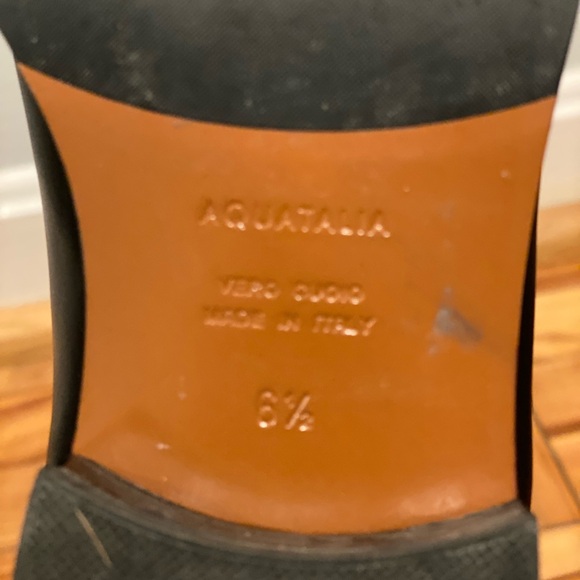 AQUATALIA
VERO CUOIO
MADE IN ITALY
6½